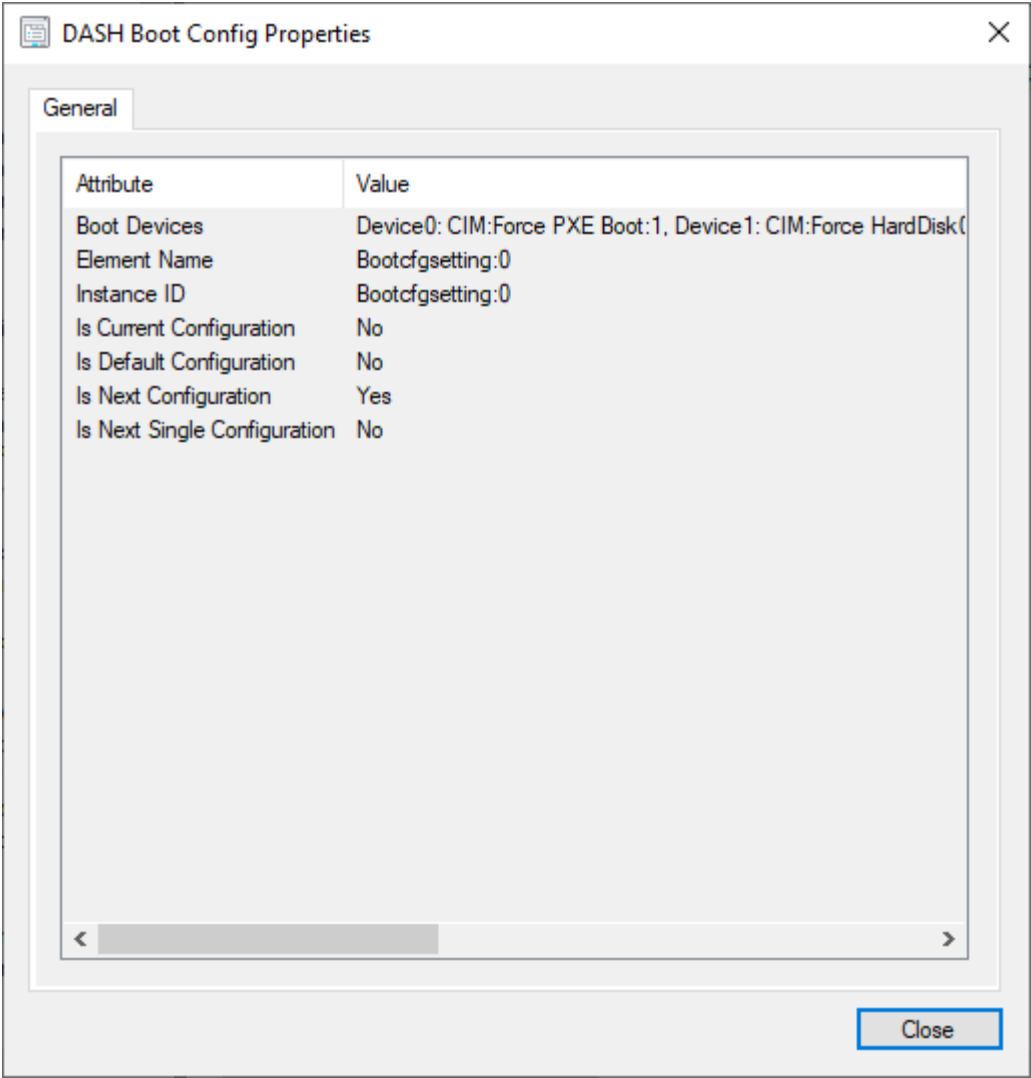 DASH Boot Config Properties
General
Attribute Value
Boot Devices Device0: CIM:Force PXE Boot:1, Device1: CIM:Force HardDisk
Element Name Bootcfgsetting:0
Instance ID Bootcfgsetting:0
Is Current Configuration No
Is Default Configuration No
Is Next Configuration Yes
Is Next Single Configuration No
Close